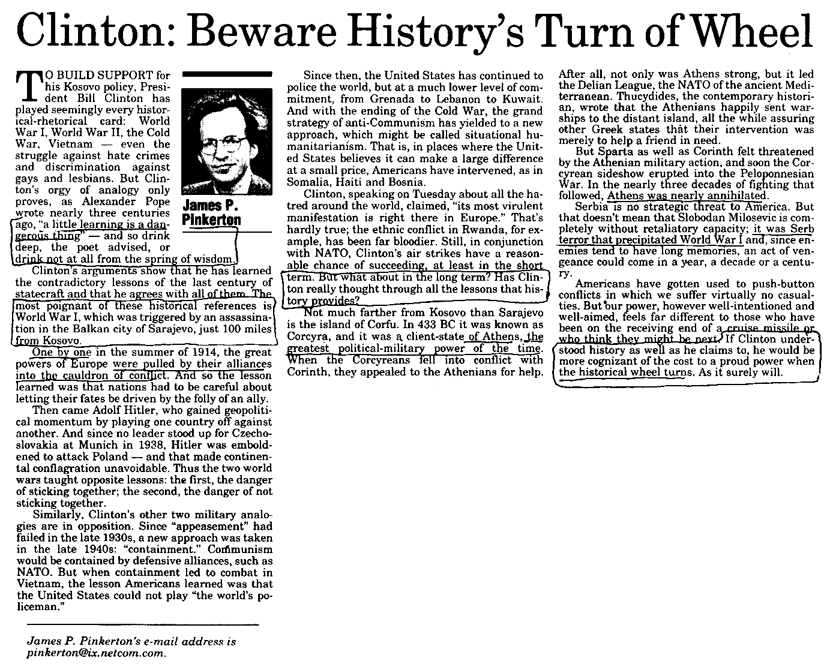 Clinton: Beware History's Turn of Wheel
TO BUILD SUPPORT for
his Kosovo policy, Presi-
dent Bill Clinton has
played seemingly every histor-
ical-rhetorical card: World
War I, World War II, the Cold
War, Vietnam — even the
struggle against hate crimes
and discrimination against
gays and lesbians. But Clin-
ton's orgy of analogy only
proves, as Alexander Pope
wrote nearly three centuries
ago, "a little learning is a dan-
gerous thing" — and so drink
deep, the poet advised, or
drink not at all from the spring of wisdom.
James P.
Pinkerton
Clinton's arguments show that he has learned
the contradictory lessons of the last century of
statecraft and that he agrees with all of them. The
most poignant of these historical references is
World War I, which was triggered by an assassina-
tion in the Balkan city of Sarajevo, just 100 miles
from Kosovo.
One by one in the summer of 1914, the great
powers of Europe were pulled by their alliances
into the cauldron of conflict. And so the lesson
learned was that nations had to be careful about
letting their fates be driven by the folly of an ally.
Then came Adolf Hitler, who gained geopoliti-
cal momentum by playing one country off against
another. And since no leader stood up for Czecho-
slovakia at Munich in 1938, Hitler was embold-
ened to attack Poland — and that made continen-
tal conflagration unavoidable. Thus the two world
wars taught opposite lessons: the first, the danger
of sticking together; the second, the danger of not
sticking together.
Similarly, Clinton's other two military analo-
gies are in opposition. Since "appeasement" had
failed in the late 1930s, a new approach was taken
in the late 1940s: "containment." Communism
would be contained by defensive alliances, such as
NATO. But when containment led to combat in
Vietnam, the lesson Americans learned was that
the United States could not play "the world's po-
liceman."
Since then, the United States has continued to
police the world, but at a much lower level of com-
mitment, from Grenada to Lebanon to Kuwait.
And with the ending of the Cold War, the grand
strategy of anti-Communism has yielded to a new
approach, which might be called situational hu-
manitarianism. That is, in places where the Unit-
ed States believes it can make a large difference
at a small price, Americans have intervened, as in
Somalia, Haiti and Bosnia.
Clinton, speaking on Tuesday about all the ha-
tred around the world, claimed, "its most virulent
manifestation is right there in Europe." That's
hardly true; the ethnic conflict in Rwanda, for ex-
ample, has been far bloodier. Still, in conjunction
with NATO, Clinton's air strikes have a reason-
able chance of succeeding, at least in the short
term. But what about in the long term? Has Clin-
ton really thought through all the lessons that his-
tory provides?
Not much farther from Kosovo than Sarajevo
is the island of Corfu. In 433 BC it was known as
Corcyra, and it was a client-state of Athens, the
greatest political-military power of the time.
When the Corcyreans fell into conflict with
Corinth, they appealed to the Athenians for help.
After all, not only was Athens strong, but it led
the Delian League, the NATO of the ancient Medi-
terranean. Thucydides, the contemporary histori-
an, wrote that the Athenians happily sent war-
ships to the distant island, all the while assuring
other Greek states that their intervention was
merely to help a friend in need.
But Sparta as well as Corinth felt threatened
by the Athenian military action, and soon the Cor-
cyrean sideshow erupted into the Peloponnesian
War. In the nearly three decades of fighting that
followed, Athens was nearly annihilated.
Serbia is no strategic threat to America. But
that doesn't mean that Slobodan Milosevic is com-
pletely without retaliatory capacity; it was Serb
terror that precipitated World War I and, since en-
emies tend to have long memories, an act of ven-
geance could come in a year, a decade or a centu-
ry.
Americans have gotten used to push-button
conflicts in which we suffer virtually no casual-
ties. But our power, however well-intentioned and
well-aimed, feels far different to those who have
been on the receiving end of a cruise missile or
who think they might be next. If Clinton under-
stood history as well as he claims to, he would be
more cognizant of the cost to a proud power when
the historical wheel turns. As it surely will.
James P. Pinkerton's e-mail address is
pinkerton@ix.netcom.com.